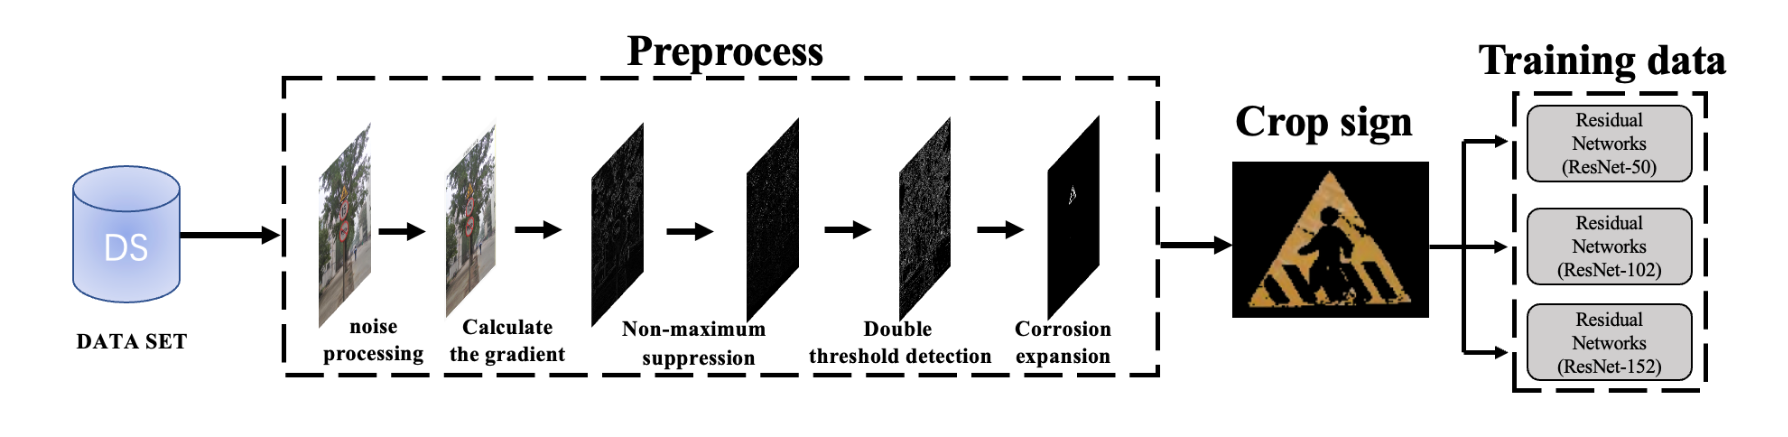 Preprocess
Training data
Crop sign
DS
DATA SET
noise
processing
Calculate
the gradient
Non-maximum
suppression
Double
threshold detection
Corrosion
expansion
Residual
Networks
(ResNet-50)
Residual
Networks
(ResNet-102)
Residual
Networks
(ResNet-152)